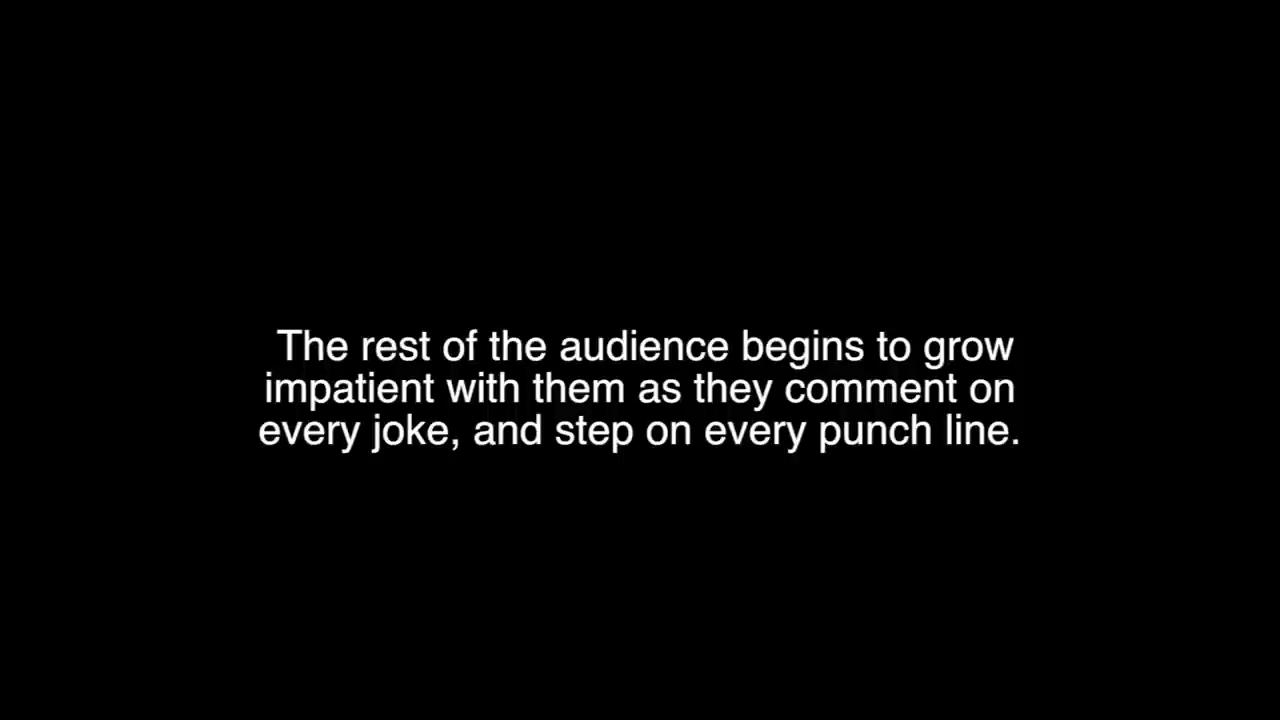 The rest of the audience begins to grow
impatient with them as they comment on
every joke, and step on every punch line.